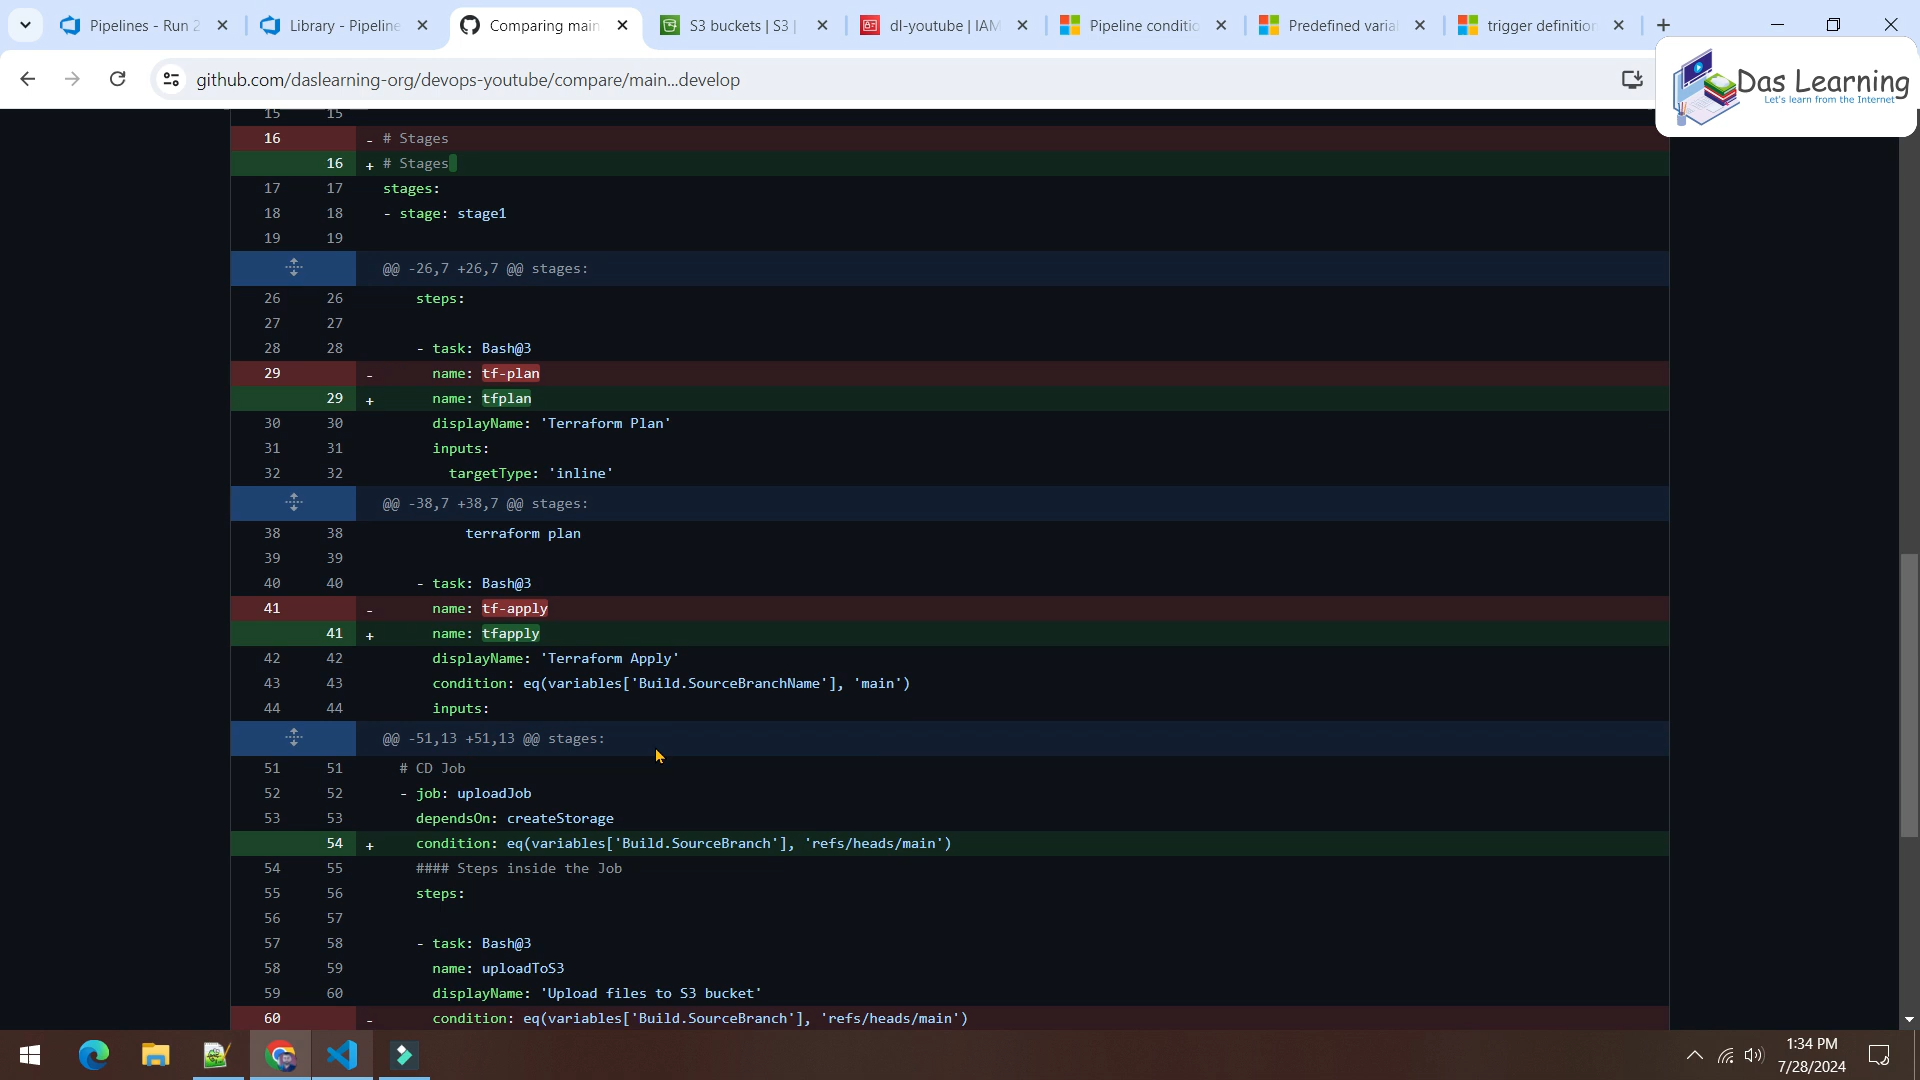 Pipelines - Run 2
Library - Pipeline
Comparing main
S3 buckets | S3 |
dl-youtube | IAM
Pipeline conditio
Predefined varia
trigger definition
github.com/daslearning-org/devops-youtube/compare/main...develop
Das Learning
Let's learn from the Internet
15 15
16 - # Stages
16 + # Stages
17 17 stages:
18 18 - stage: stage1
19 19
@@ -26,7 +26,7 @@ stages:
26 26 steps:
27 27
28 28 - task: Bash@3
29 - name: tf-plan
29 + name: tfplan
30 30 displayName: 'Terraform Plan'
31 31 inputs:
32 32 targetType: 'inline'
@@ -38,7 +38,7 @@ stages:
38 38 terraform plan
39 39
40 40 - task: Bash@3
41 - name: tf-apply
41 + name: tfapply
42 42 displayName: 'Terraform Apply'
43 43 condition: eq(variables['Build.SourceBranchName'], 'main')
44 44 inputs:
@@ -51,13 +51,13 @@ stages:
51 51 # CD Job
52 52 - job: uploadJob
53 53 dependsOn: createStorage
54 + condition: eq(variables['Build.SourceBranch'], 'refs/heads/main')
54 55 #### Steps inside the Job
55 56 steps:
56 57
57 58 - task: Bash@3
58 59 name: uploadToS3
59 60 displayName: 'Upload files to S3 bucket'
60 - condition: eq(variables['Build.SourceBranch'], 'refs/heads/main')
1:34 PM
7/28/2024